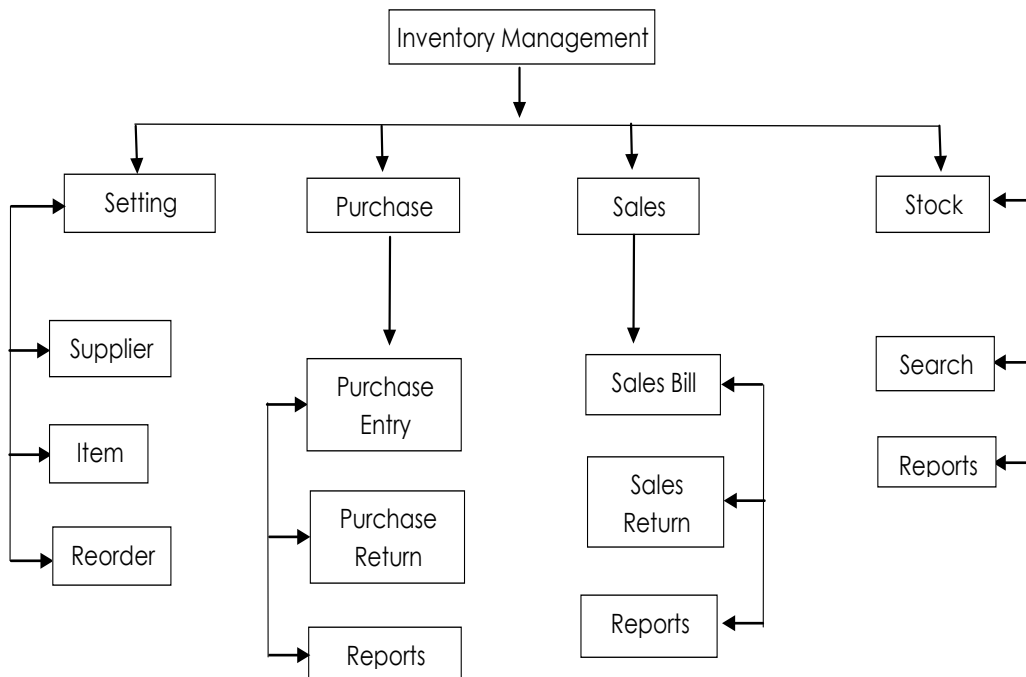 Inventory Management
Setting
Purchase
Sales
Stock
Supplier
Item
Reorder
Purchase
Entry
Purchase
Return
Reports
Sales Bill
Sales
Return
Reports
Search
Reports